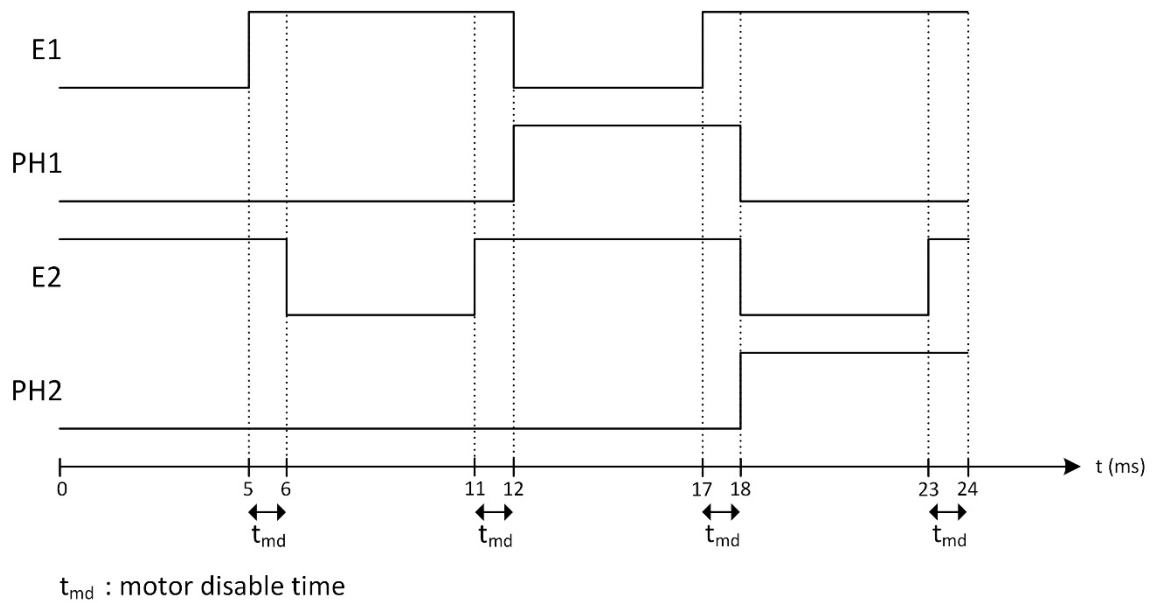 E1
PH1
E2
PH2
t (ms)
0 5 6 11 12 17 18 23 24
tmd tmd tmd tmd
tmd : motor disable time